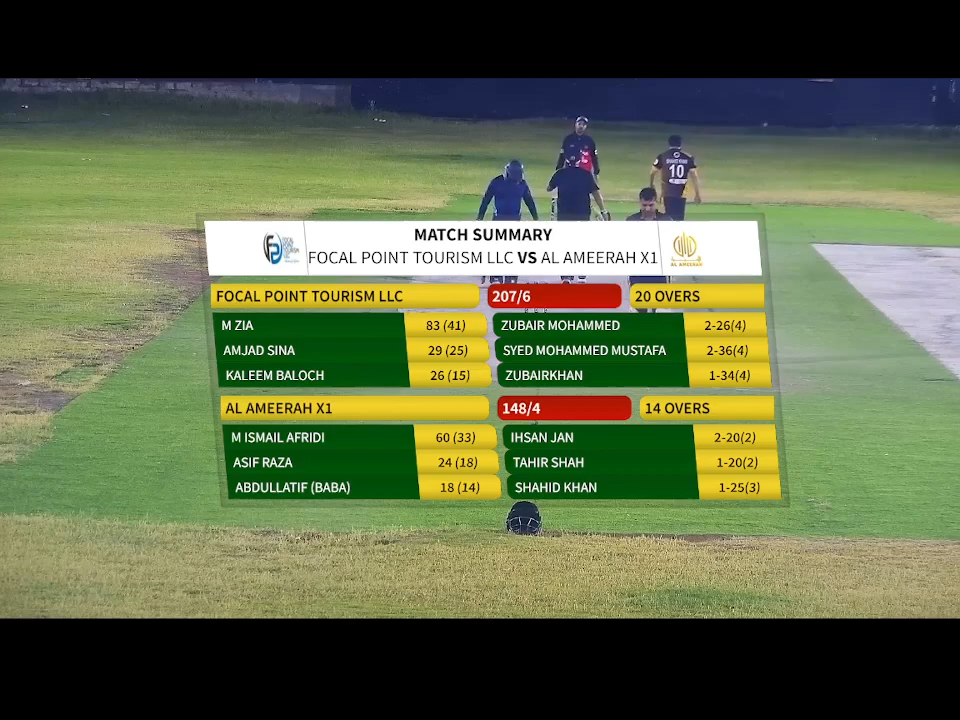 MATCH SUMMARY
FOCAL POINT TOURISM LLC VS AL AMEERAH X1
AL AMEERAH
FOCAL POINT TOURISM LLC 207/6 20 OVERS
M ZIA 83 (41) ZUBAIR MOHAMMED 2-26(4)
AMJAD SINA 29 (25) SYED MOHAMMED MUSTAFA 2-36(4)
KALEEM BALOCH 26 (15) ZUBAIRKHAN 1-34(4)
AL AMEERAH X1 148/4 14 OVERS
M ISMAIL AFRIDI 60 (33) IHSAN JAN 2-20(2)
ASIF RAZA 24 (18) TAHIR SHAH 1-20(2)
ABDULLATIF (BABA) 18 (14) SHAHID KHAN 1-25(3)
10